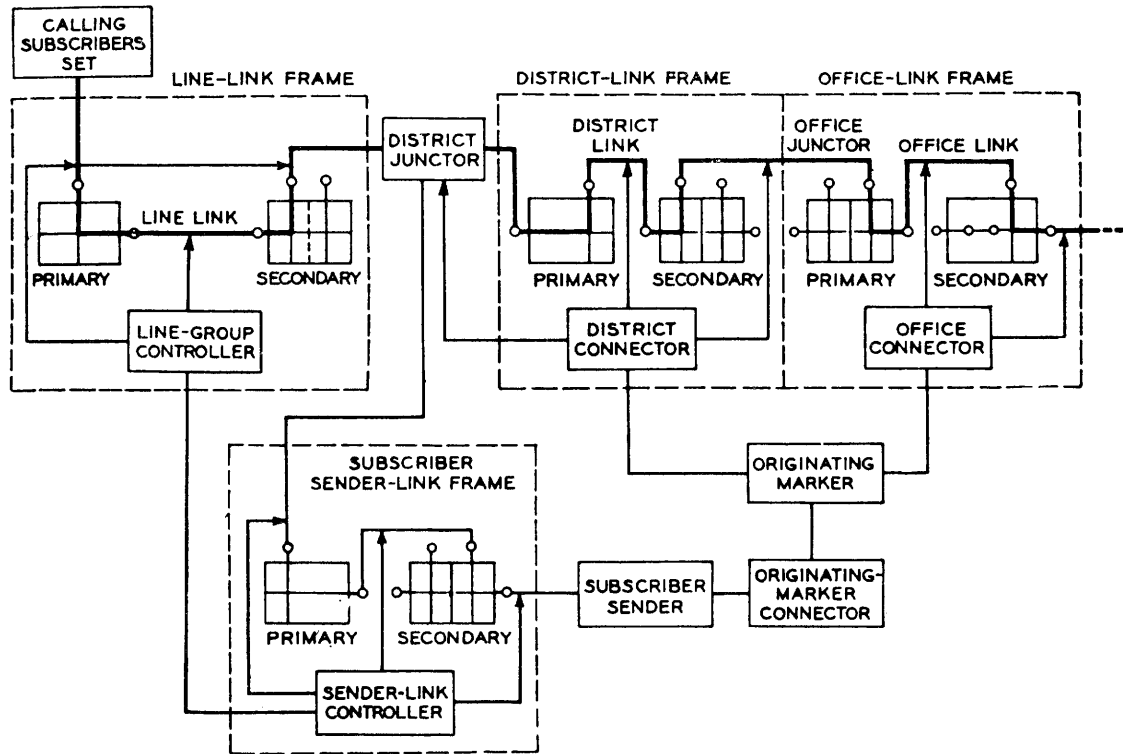 CALLING
SUBSCRIBERS
SET
LINE-LINK FRAME
DISTRICT-LINK FRAME
OFFICE-LINK FRAME
DISTRICT
JUNCTOR
DISTRICT
LINK
OFFICE
JUNCTOR
OFFICE LINK
LINE LINK
PRIMARY
SECONDARY
PRIMARY
SECONDARY
PRIMARY
SECONDARY
LINE-GROUP
CONTROLLER
DISTRICT
CONNECTOR
OFFICE
CONNECTOR
SUBSCRIBER
SENDER-LINK FRAME
ORIGINATING
MARKER
PRIMARY
SECONDARY
SUBSCRIBER
SENDER
ORIGINATING-
MARKER
CONNECTOR
SENDER-LINK
CONTROLLER